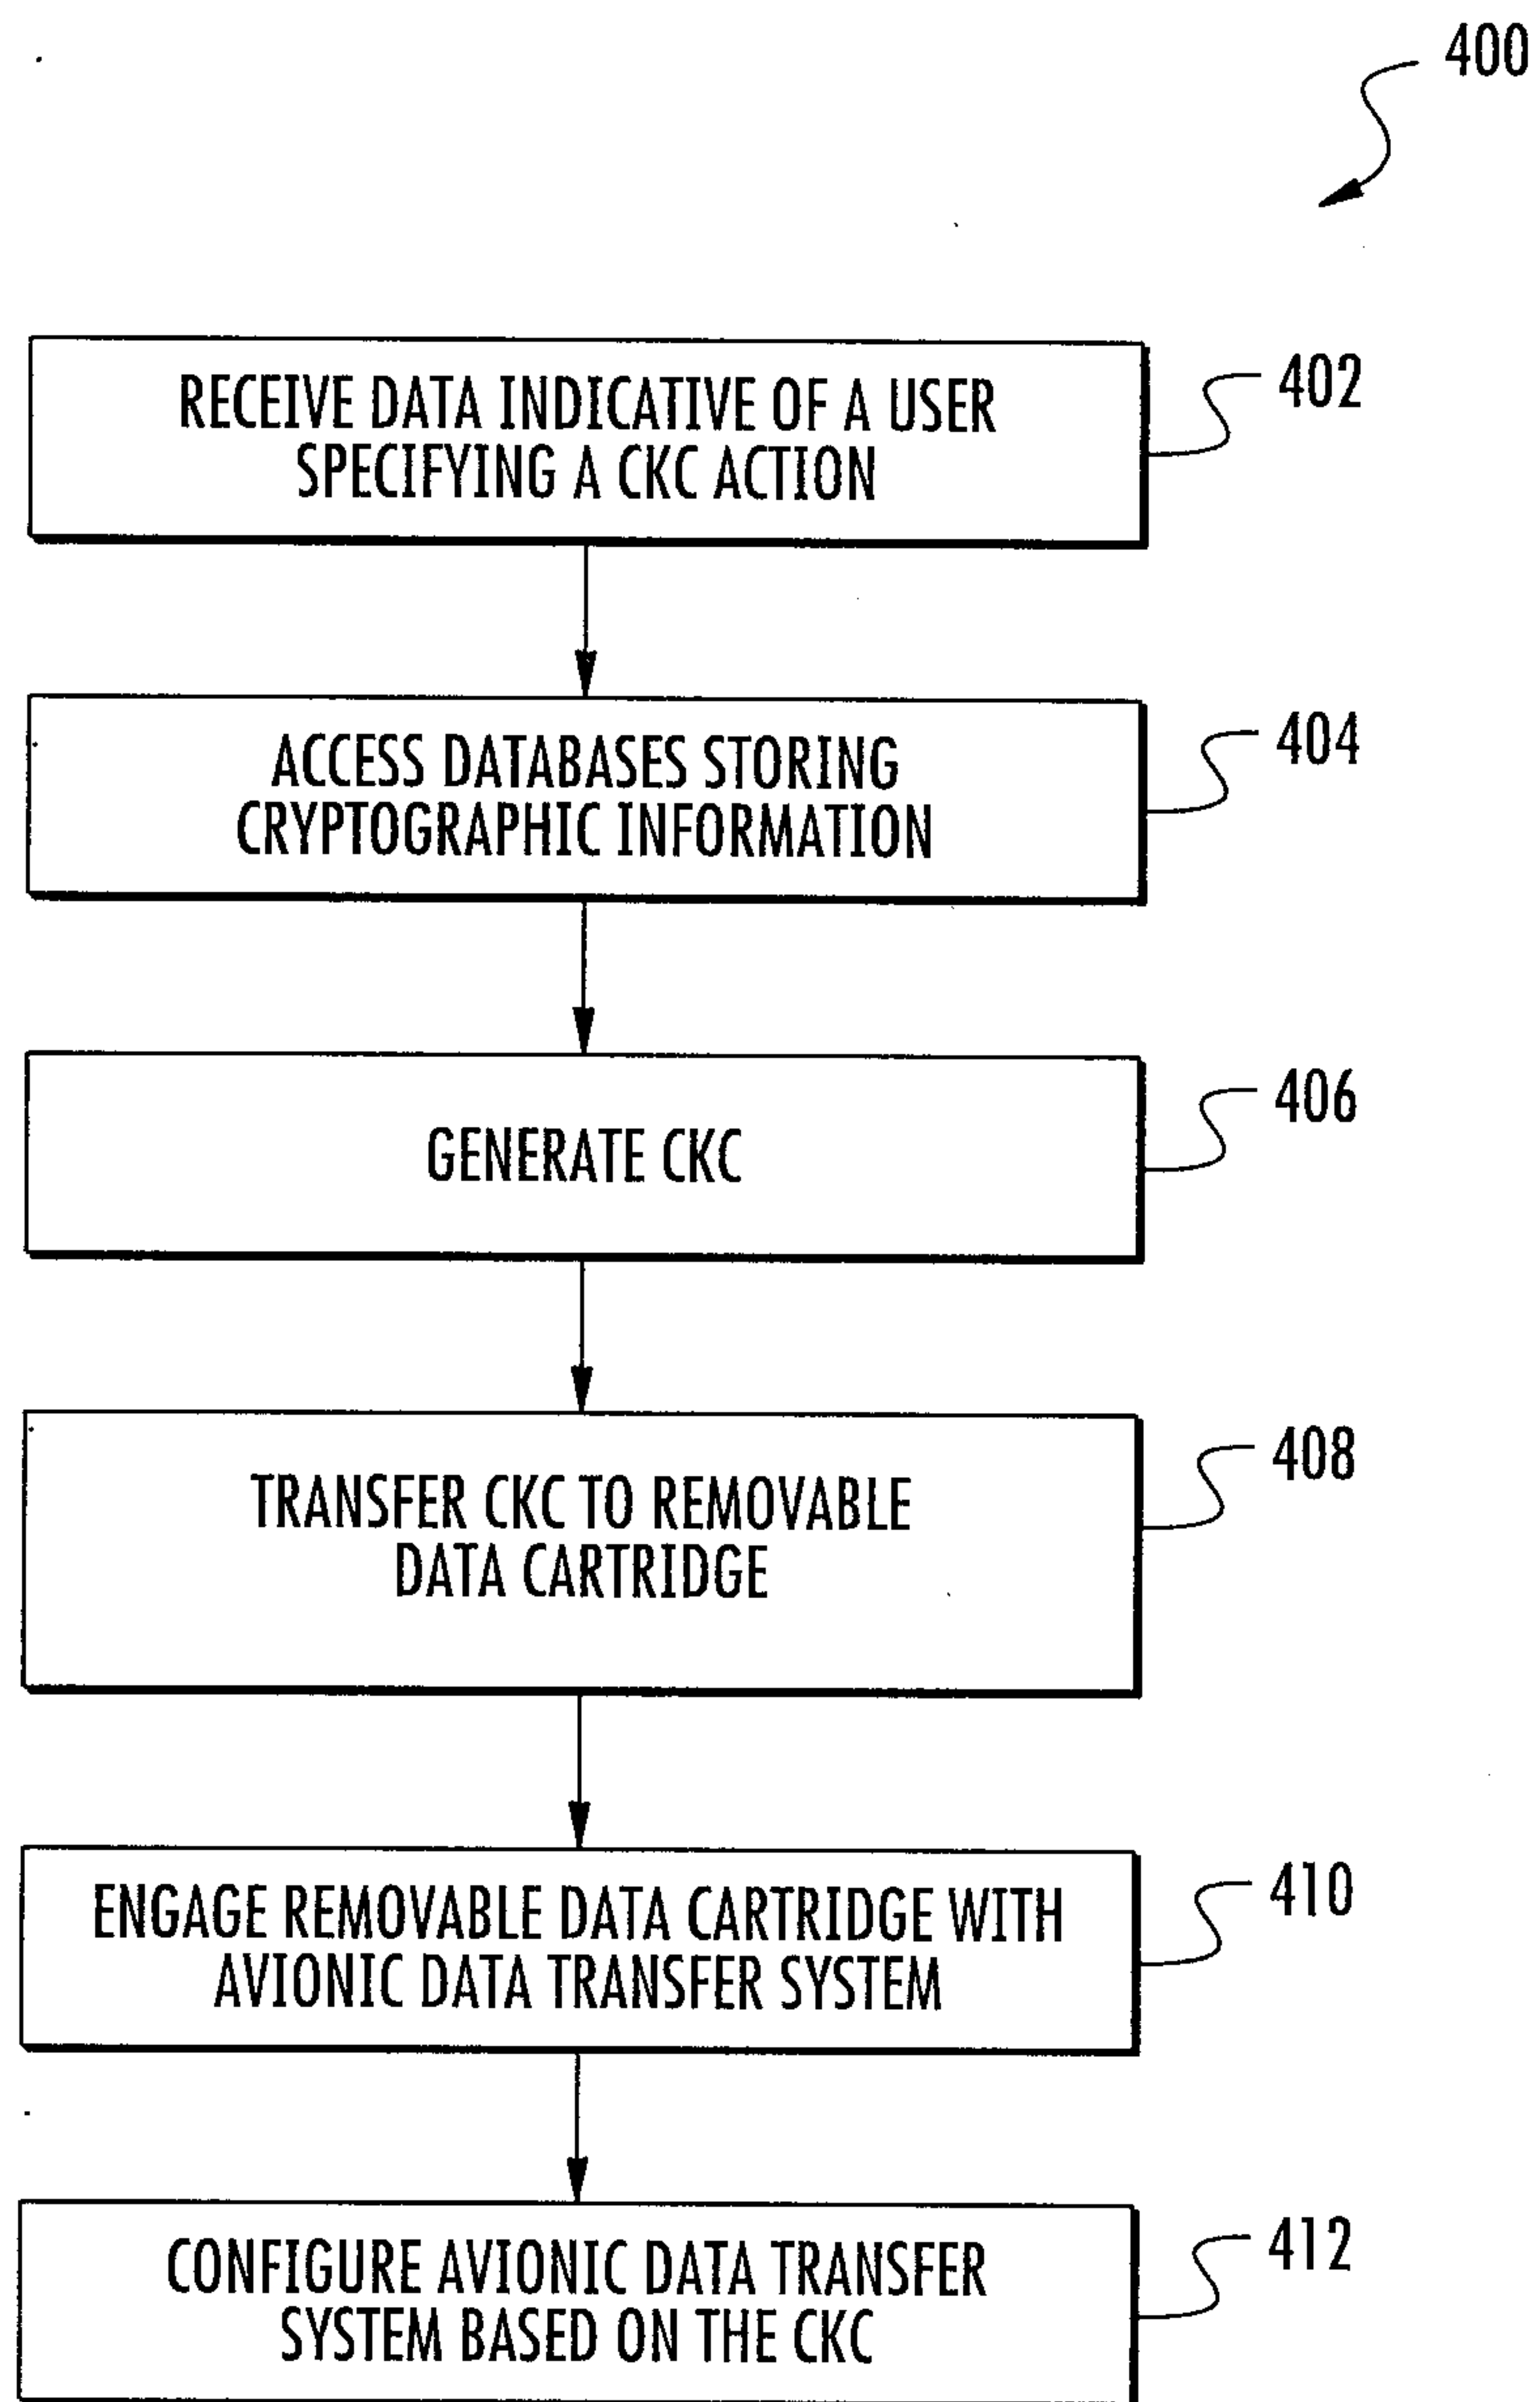 400
RECEIVE DATA INDICATIVE OF A USER
SPECIFYING A CKC ACTION
402
ACCESS DATABASES STORING
CRYPTOGRAPHIC INFORMATION
404
GENERATE CKC
406
TRANSFER CKC TO REMOVABLE
DATA CARTRIDGE
408
ENGAGE REMOVABLE DATA CARTRIDGE WITH
AVIONIC DATA TRANSFER SYSTEM
410
CONFIGURE AVIONIC DATA TRANSFER
SYSTEM BASED ON THE CKC
412